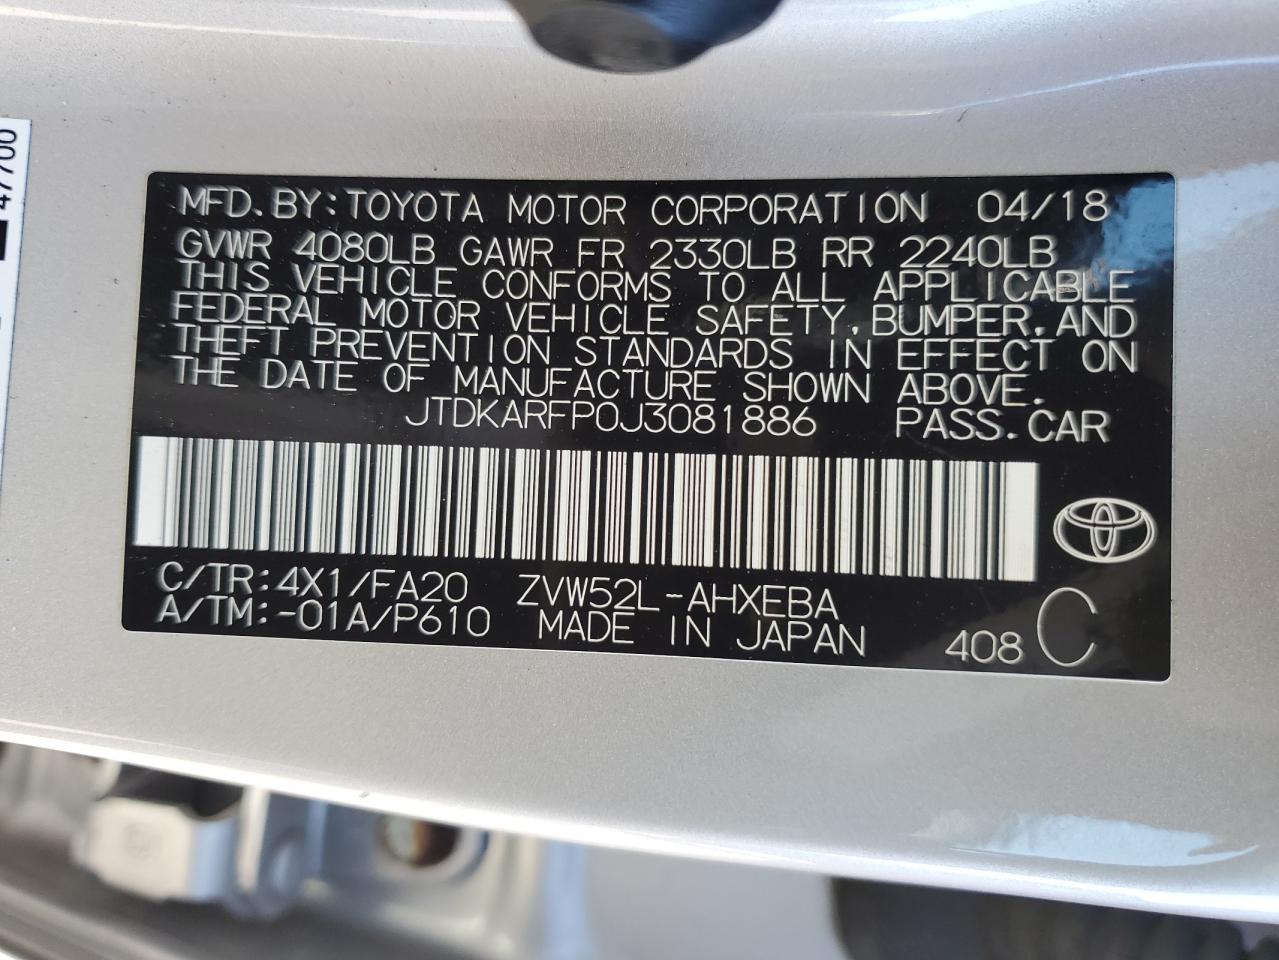 MFD.BY:TOYOTA MOTOR CORPORATION 04/18
GVWR 4080LB GAWR FR 2330LB RR 2240LB
THIS VEHICLE CONFORMS TO ALL APPLICABLE
FEDERAL MOTOR VEHICLE SAFETY,BUMPER,AND
THEFT PREVENTION STANDARDS IN EFFECT ON
THE DATE OF MANUFACTURE SHOWN ABOVE.
JTDKARFP0J3081886 PASS.CAR
C/TR:4X1/FA20 ZVW52L-AHXEBA
A/TM:-01A/P610 MADE IN JAPAN 408 C
47700